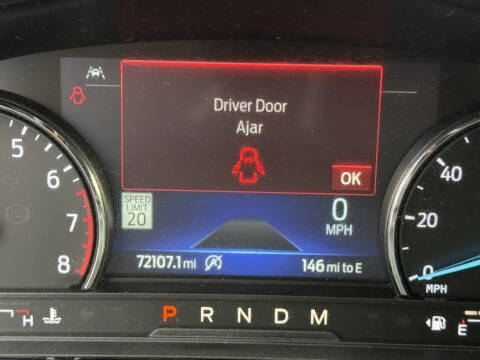 Driver Door
Ajar
OK
SPEED
LIMIT
20
0
MPH
72107.1 mi
146 mi to E
5
6
7
8
40
20
0
MPH
H
P R N D M
E